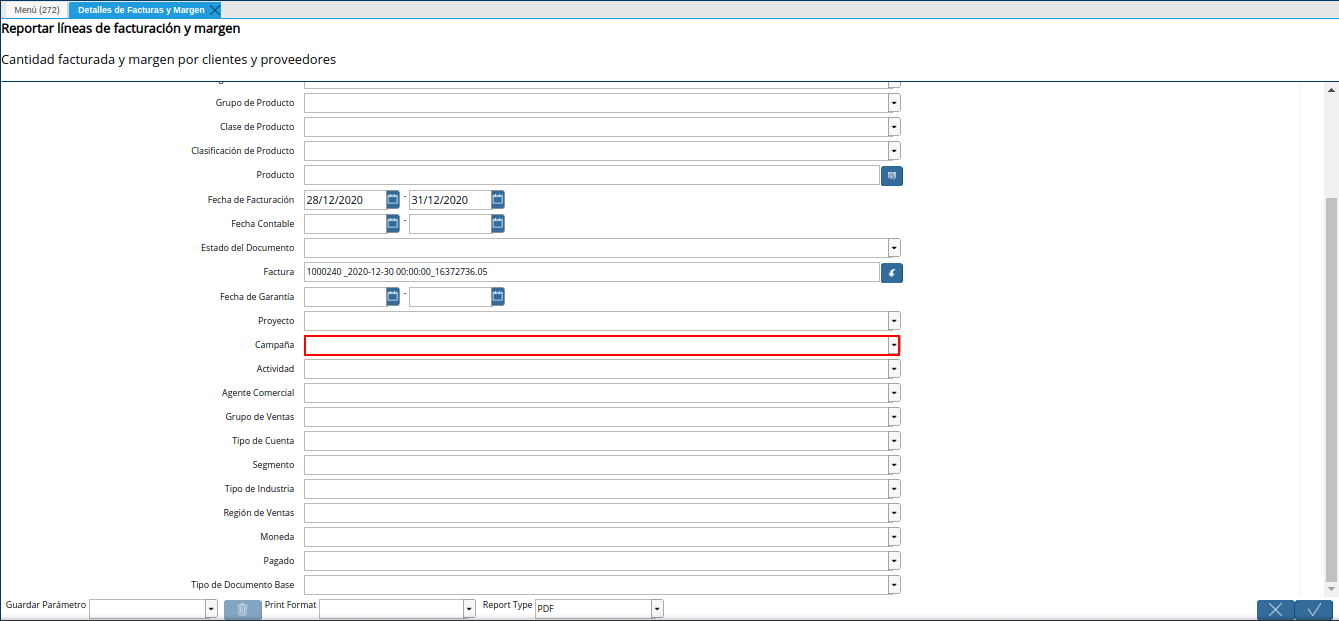 Menú (272) Detalles de Facturas y Margen
Reportar líneas de facturación y margen
Cantidad facturada y margen por clientes y proveedores
Grupo de Producto
Clase de Producto
Clasificación de Producto
Producto
Fecha de Facturación 28/12/2020 - 31/12/2020
Fecha Contable -
Estado del Documento
Factura 1000240 _2020-12-30 00:00:00_16372736.05
Fecha de Garantía -
Proyecto
Campaña
Actividad
Agente Comercial
Grupo de Ventas
Tipo de Cuenta
Segmento
Tipo de Industria
Región de Ventas
Moneda
Pagado
Tipo de Documento Base
Guardar Parámetro Print Format Report Type PDF